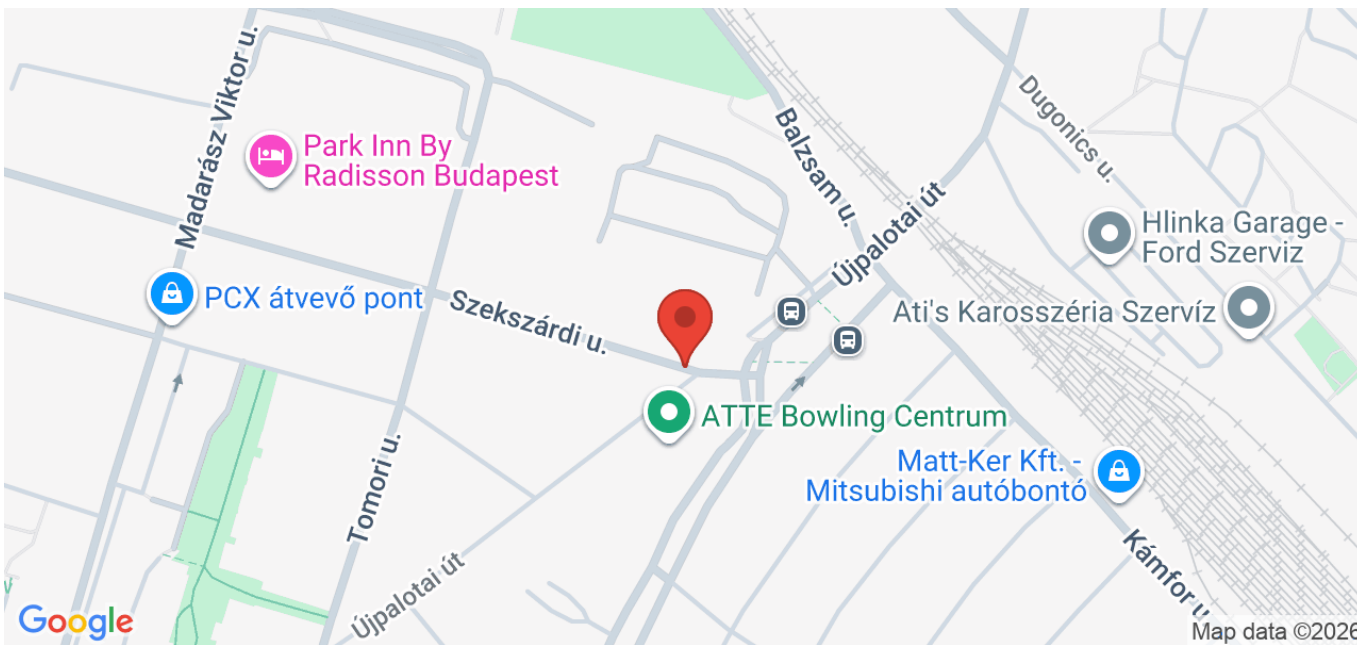 Madarász Viktor u.
Park Inn By
Radisson Budapest
Balzsam u.
Dugonics u.
Újpalotai út
Hlinka Garage -
Ford Szerviz
PCX átvevő pont
Szekszárdi u.
Ati's Karosszéria Szervíz
ATTE Bowling Centrum
Matt-Ker Kft. -
Mitsubishi autóbontó
Tomori u.
Újpalotai út
Kámfor u.
Google
Map data ©2026